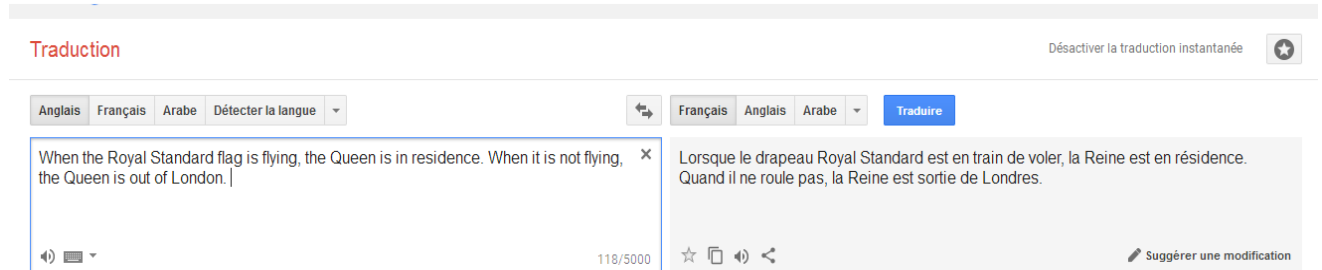 Traduction
Désactiver la traduction instantanée
Anglais Français Arabe Détecter la langue
Français Anglais Arabe Traduire
When the Royal Standard flag is flying, the Queen is in residence. When it is not flying,
the Queen is out of London.
118/5000
Lorsque le drapeau Royal Standard est en train de voler, la Reine est en résidence.
Quand il ne roule pas, la Reine est sortie de Londres.
Suggérer une modification